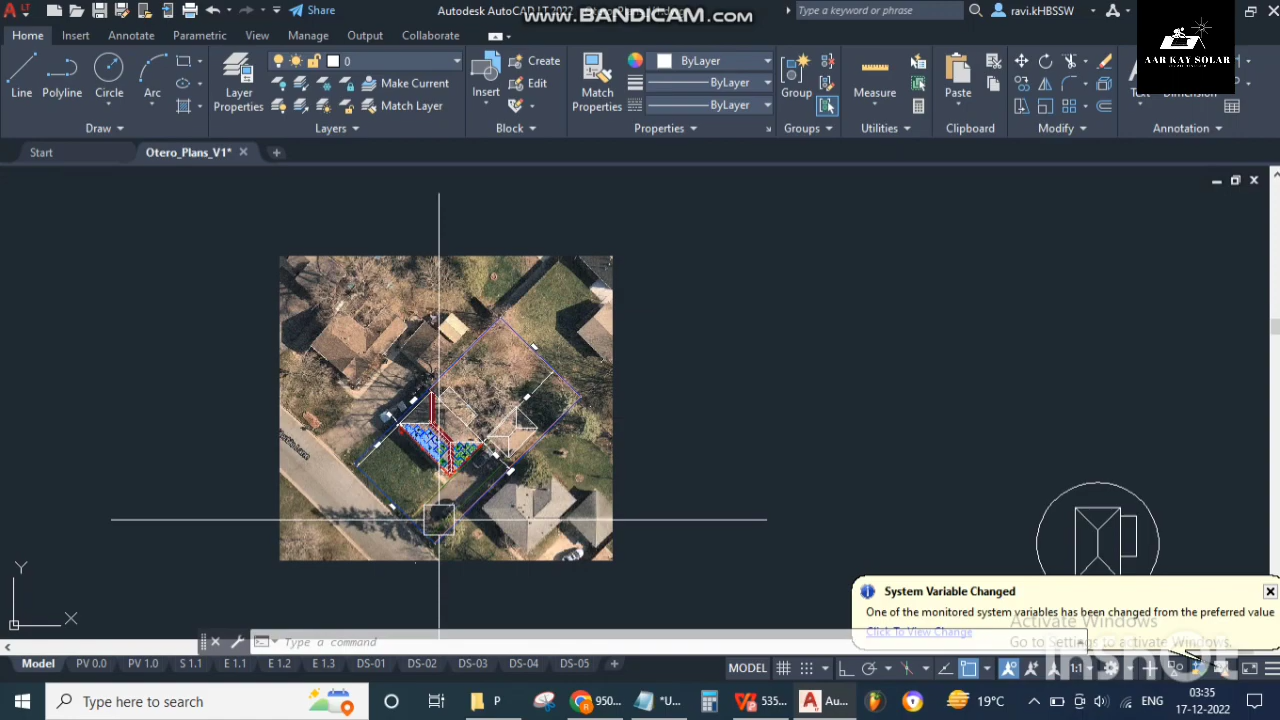 Share
Autodesk AutoCAD LT 2022
WWW.BANDICAM.COM
Type a keyword or phrase
ravi.kHBSSW
AAR KAY SOLAR
Home
Insert
Annotate
Parametric
View
Manage
Output
Collaborate
Line
Polyline
Circle
Arc
Layer
Properties
0
Make Current
Match Layer
Insert
Create
Edit
Match
Properties
ByLayer
ByLayer
ByLayer
Group
Measure
Paste
Text
Dimension
Draw
Layers
Block
Properties
Groups
Utilities
Clipboard
Modify
Annotation
Start
Otero_Plans_V1*
System Variable Changed
One of the monitored system variables has been changed from the preferred value
Click To View Change
Activate Windows
Go to Settings to activate Windows.
Y
X
Type a command
Model
PV 0.0
PV 1.0
S 1.1
E 1.1
E 1.2
E 1.3
DS-01
DS-02
DS-03
DS-04
DS-05
MODEL
1:1
Type here to search
P
950...
*U...
535...
Au...
19°C
ENG
03:35
17-12-2022